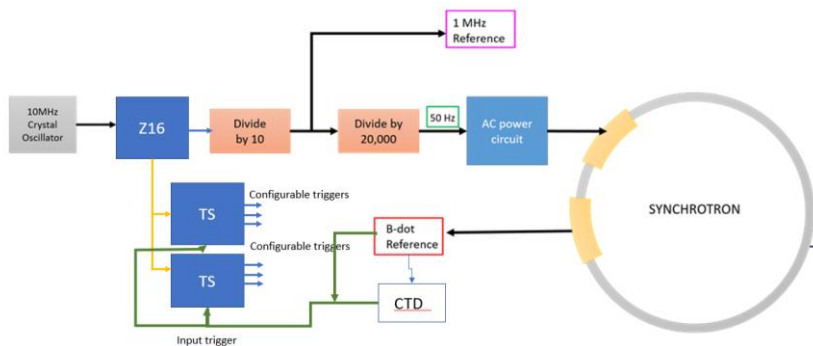 1 MHz
Reference
10MHz
Crystal
Oscillator
Z16
Divide
by 10
Divide by
20,000
50 Hz
AC power
circuit
SYNCHROTRON
TS
Configurable triggers
B-dot
Reference
Configurable triggers
TS
CTD
Input trigger